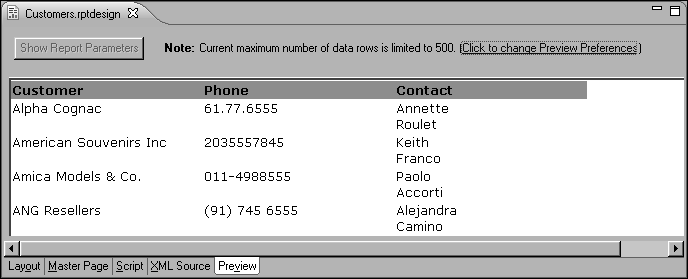 Customers.rptdesign
Show Report Parameters
Note: Current maximum number of data rows is limited to 500. (Click to change Preview Preferences)
Customer Phone Contact
Alpha Cognac 61.77.6555 Annette
Roulet
American Souvenirs Inc 2035557845 Keith
Franco
Amica Models & Co. 011-4988555 Paolo
Accorti
ANG Resellers (91) 745 6555 Alejandra
Camino
Layout Master Page Script XML Source Preview